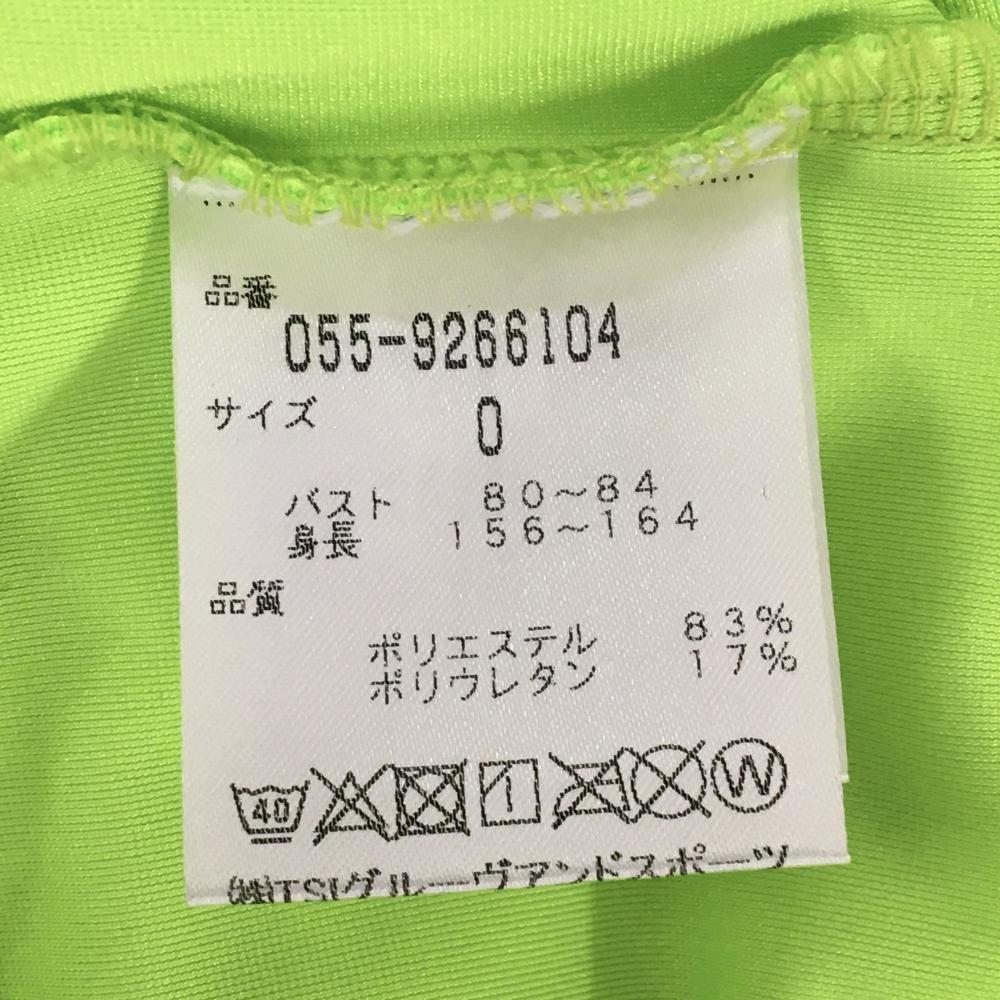 品番
055-9266104
サイズ 0
バスト 80～84
身長 156～164
品質
ポリエステル 83%
ポリウレタン 17%
40 W
㈱TSIグルーヴアンドスポーツ